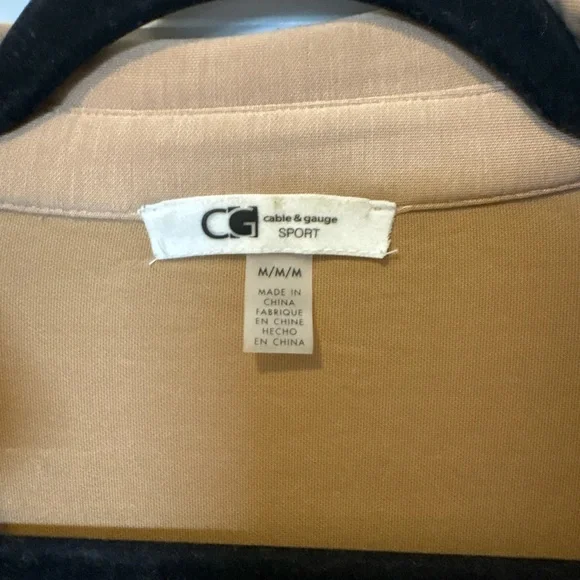 CG cable & gauge
SPORT
M/M/M
MADE IN
CHINA
FABRIQUE
EN CHINE
HECHO
EN CHINA